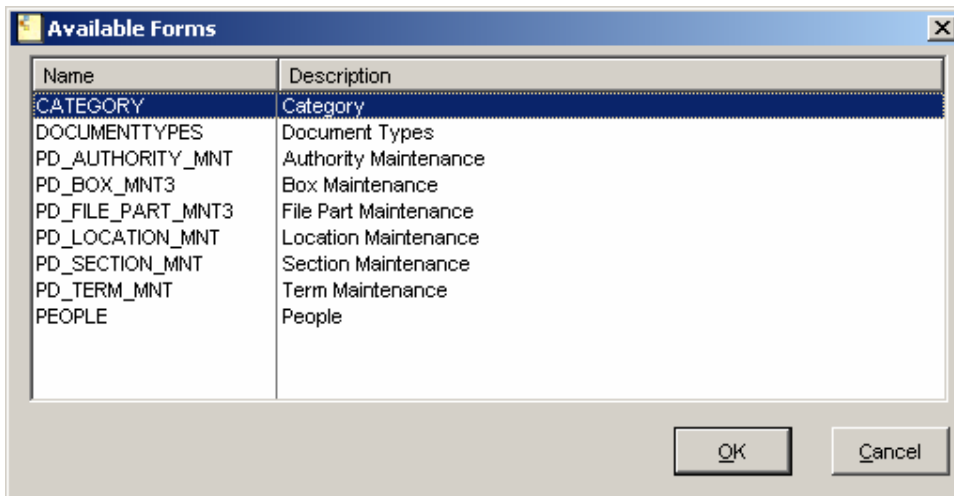 Available Forms
Name Description
CATEGORY Category
DOCUMENTTYPES Document Types
PD_AUTHORITY_MNT Authority Maintenance
PD_BOX_MNT3 Box Maintenance
PD_FILE_PART_MNT3 File Part Maintenance
PD_LOCATION_MNT Location Maintenance
PD_SECTION_MNT Section Maintenance
PD_TERM_MNT Term Maintenance
PEOPLE People
OK Cancel